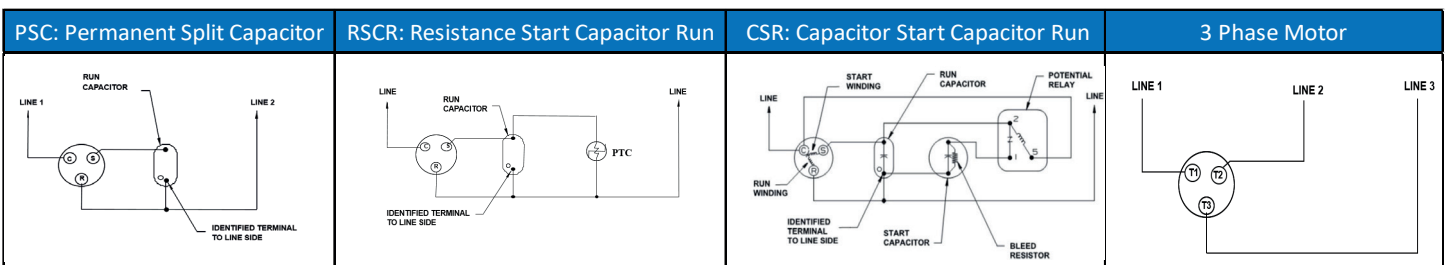 PSC: Permanent Split Capacitor
RSCR: Resistance Start Capacitor Run
CSR: Capacitor Start Capacitor Run
3 Phase Motor
RUN
CAPACITOR
LINE 1
LINE 2
C
S
R
IDENTIFIED TERMINAL
TO LINE SIDE
LINE
RUN
CAPACITOR
LINE
C
S
R
PTC
IDENTIFIED TERMINAL
TO LINE SIDE
START
WINDING
RUN
CAPACITOR
POTENTIAL
RELAY
LINE
LINE
C
S
R
2
1
5
RUN
WINDING
IDENTIFIED
TERMINAL
TO LINE SIDE
START
CAPACITOR
BLEED
RESISTOR
LINE 1
LINE 2
LINE 3
T1
T2
T3